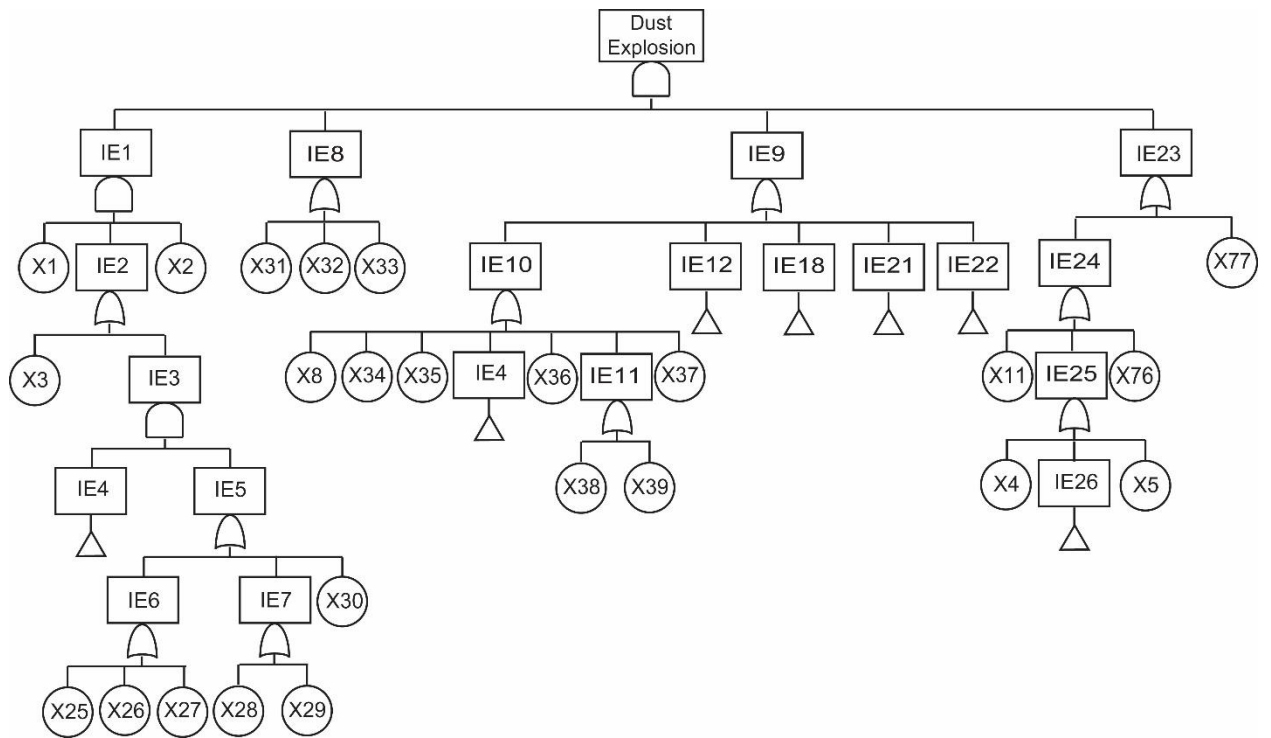 Dust
Explosion
IE1
IE8
IE9
IE23
X1
IE2
X2
X31
X32
X33
IE10
IE12
IE18
IE21
IE22
IE24
X77
X3
IE3
X8
X34
X35
IE4
X36
IE11
X37
X11
IE25
X76
IE4
IE5
X38
X39
X4
IE26
X5
IE6
IE7
X30
X25
X26
X27
X28
X29